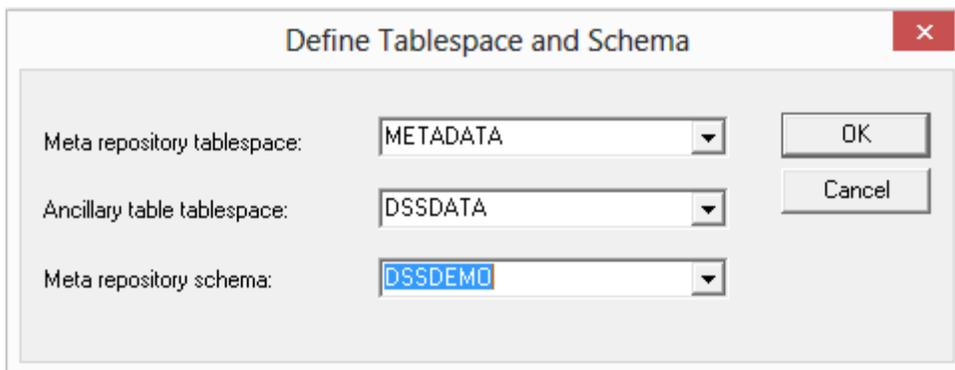 Define Tablespace and Schema
Meta repository tablespace: METADATA OK
Ancillary table tablespace: DSSDATA Cancel
Meta repository schema: DSSDEMO